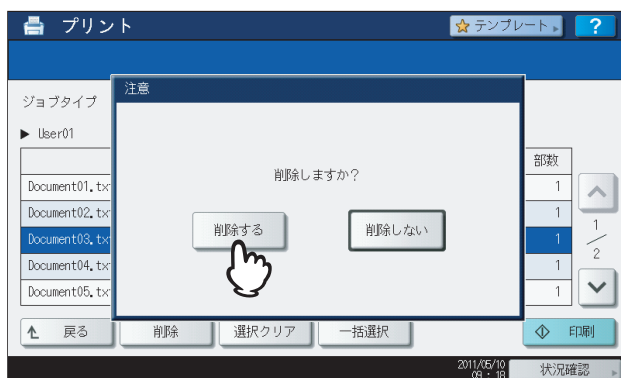 プリント
テンプレート
?
注意
ジョブタイプ
User01
部数
削除しますか?
Document01.tx
1
Document02.tx
1
削除する
削除しない
1
2
Document03.tx
1
Document04.tx
1
Document05.tx
1
戻る
削除
選択クリア
一括選択
印刷
2011/05/10
09:18
状況確認